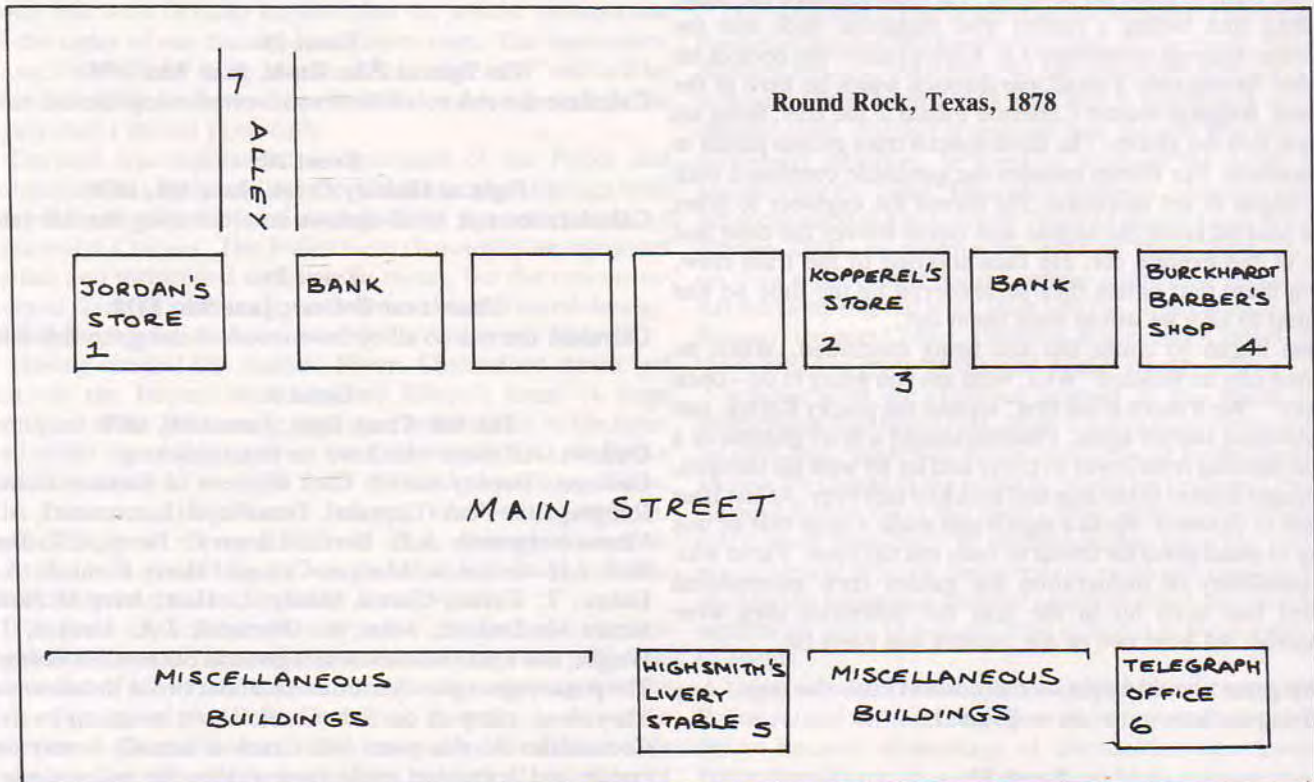 Round Rock, Texas, 1878
7
ALLEY
JORDAN'S
STORE
1
BANK
KOPPEREL'S
STORE
2
3
BANK
BURCKHARDT
BARBER'S
SHOP
4
MAIN STREET
MISCELLANEOUS
BUILDINGS
HIGHSMITH'S
LIVERY
STABLE 5
MISCELLANEOUS
BUILDINGS
TELEGRAPH
OFFICE
6